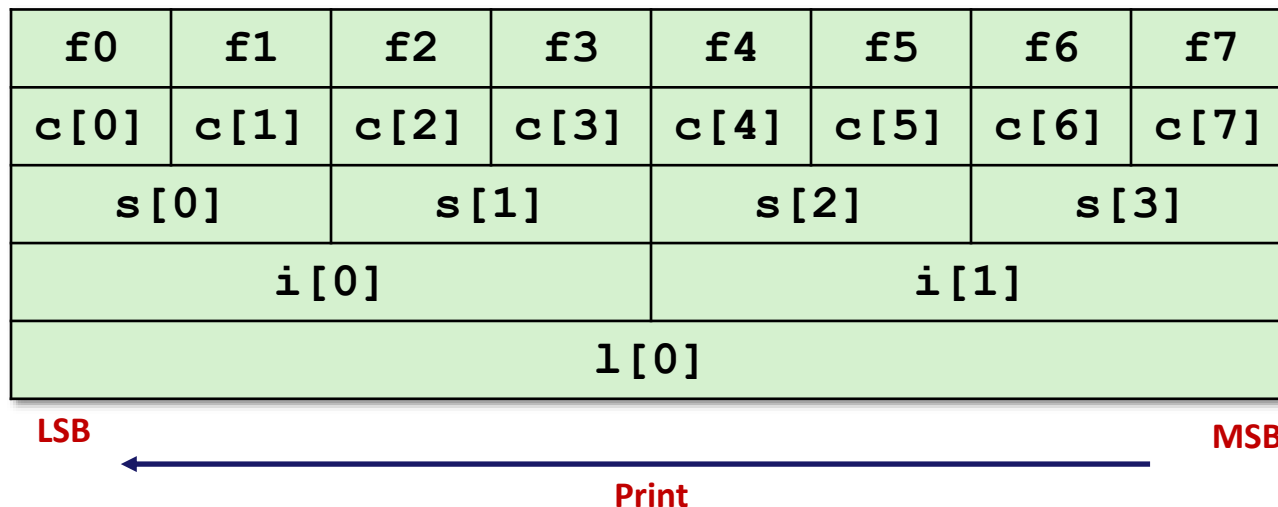 f0 f1 f2 f3 f4 f5 f6 f7
c[0] c[1] c[2] c[3] c[4] c[5] c[6] c[7]
s[0] s[1] s[2] s[3]
i[0] i[1]
l[0]
LSB MSB
Print